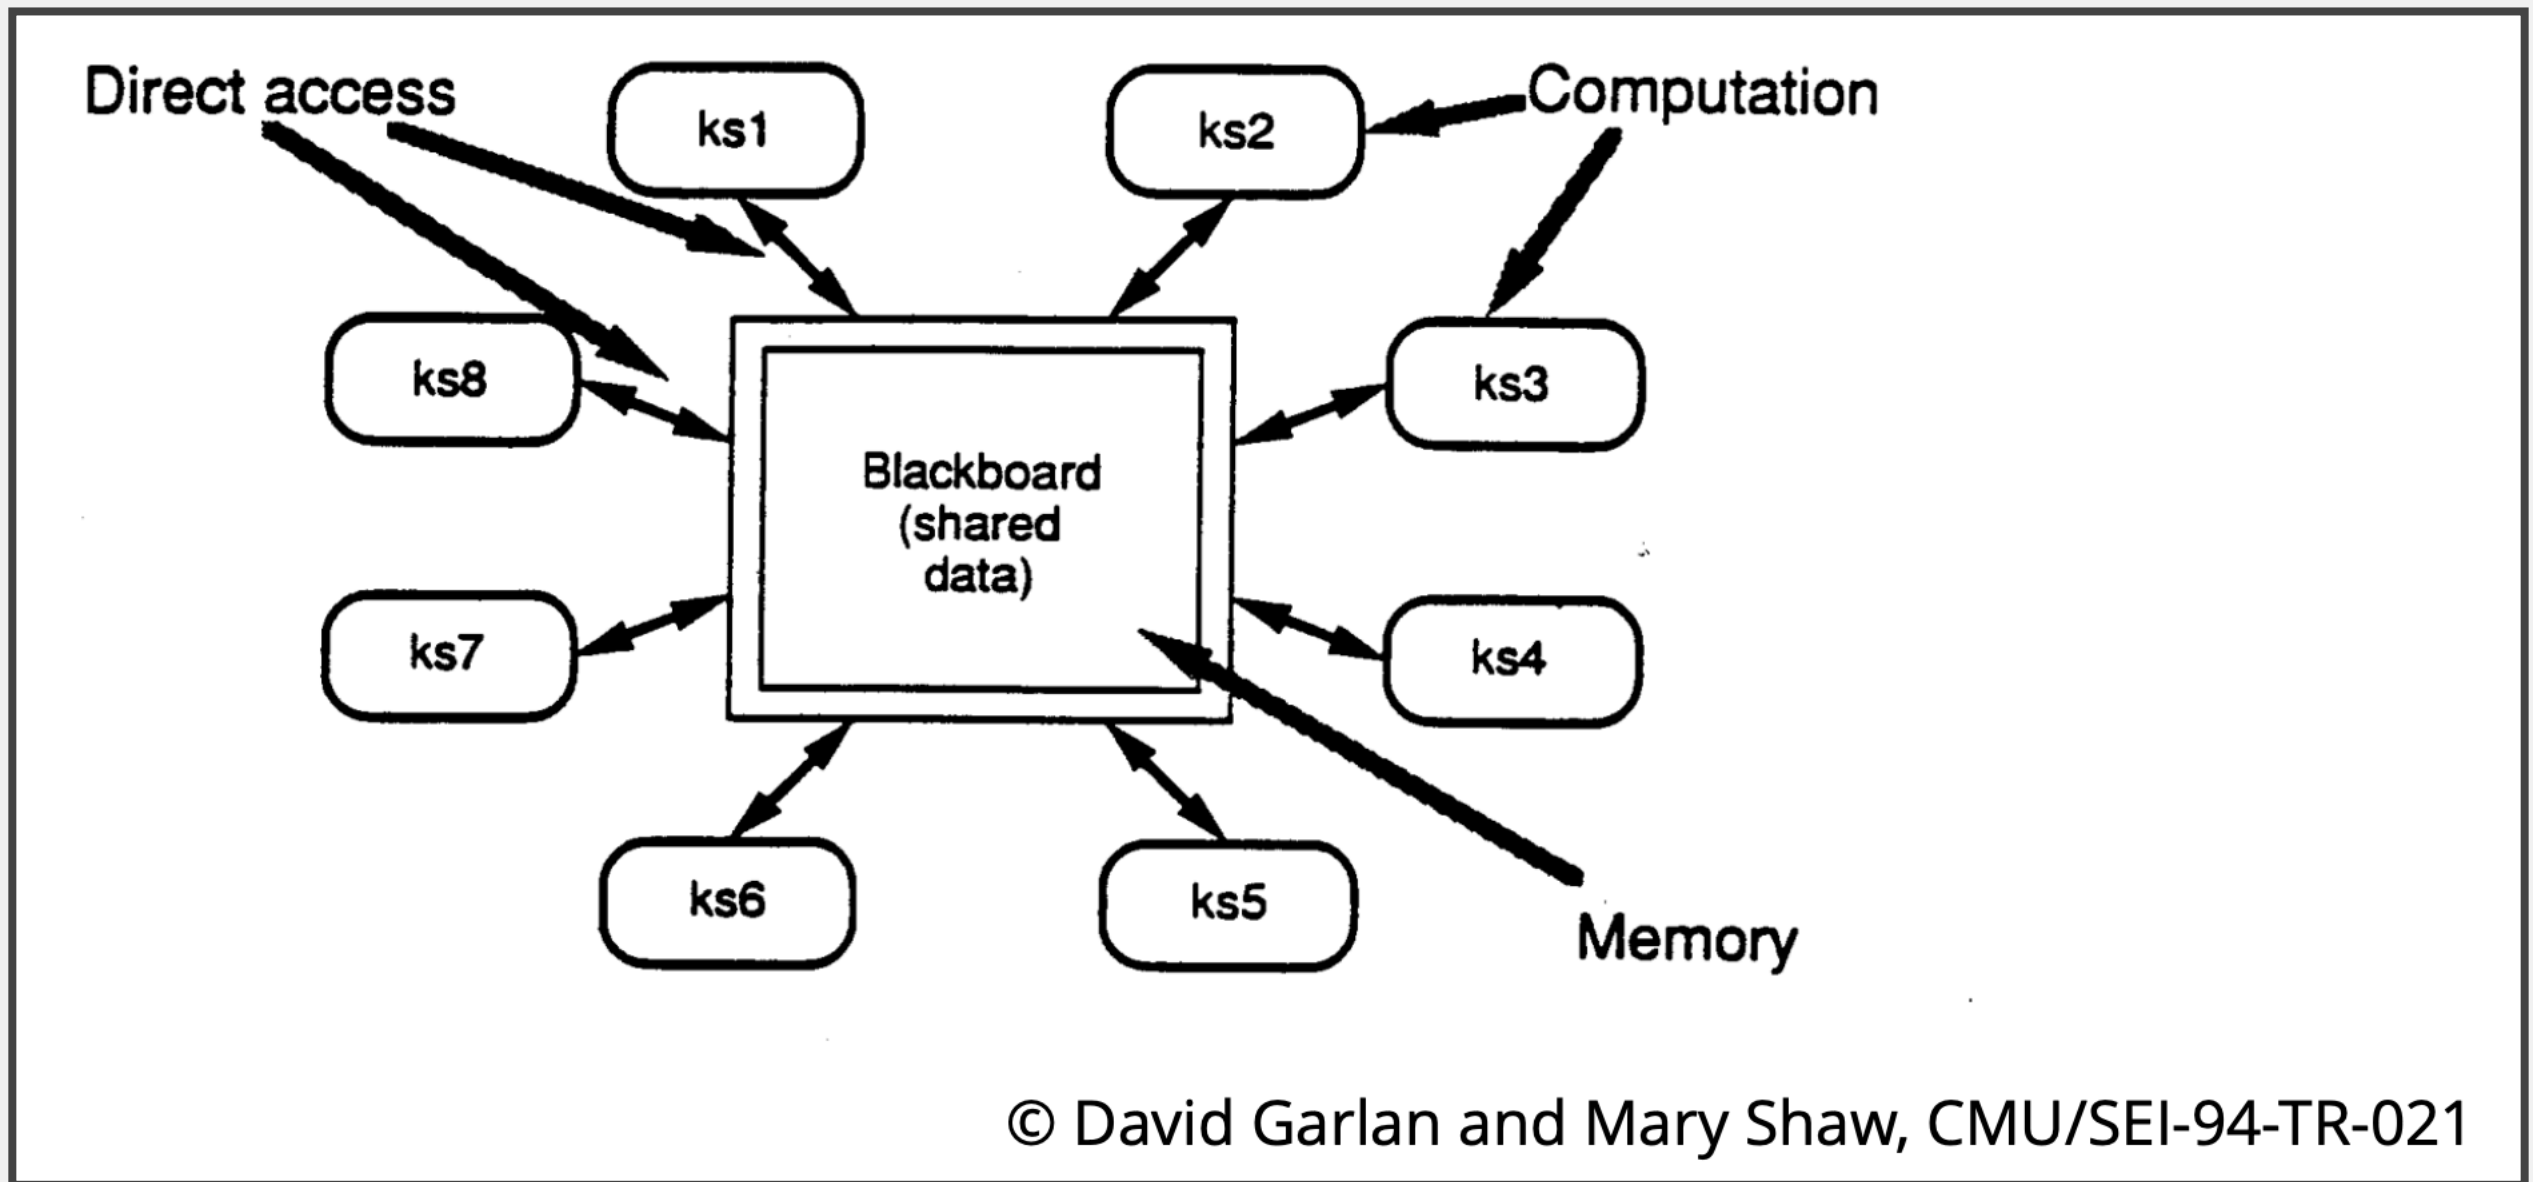 Direct access
ks1
ks2
Computation
ks8
ks3
Blackboard
(shared
data)
ks7
ks4
ks6
ks5
Memory
© David Garlan and Mary Shaw, CMU/SEI-94-TR-021